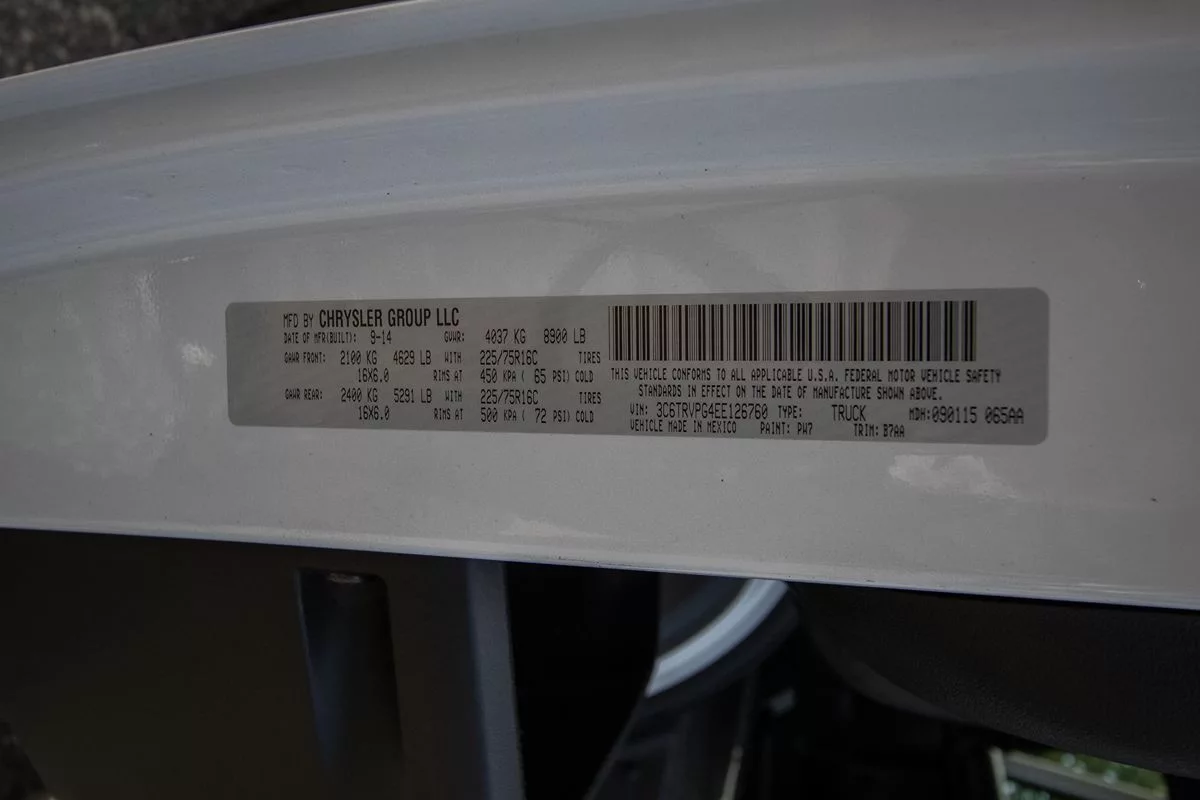 MFD BY CHRYSLER GROUP LLC
DATE OF MFR(BUILT): 9-14 GVWR: 4037 KG 8900 LB
GAWR FRONT: 2100 KG 4629 LB WITH 225/75R16C TIRES
16X6.0 RIMS AT 450 KPA ( 65 PSI) COLD
GAWR REAR: 2400 KG 5291 LB WITH 225/75R16C TIRES
16X6.0 RIMS AT 500 KPA ( 72 PSI) COLD
THIS VEHICLE CONFORMS TO ALL APPLICABLE U.S.A. FEDERAL MOTOR VEHICLE SAFETY
STANDARDS IN EFFECT ON THE DATE OF MANUFACTURE SHOWN ABOVE.
VIN: 3C6TRVPG4EE126760 TYPE: TRUCK MDH:090115 065AA
VEHICLE MADE IN MEXICO PAINT: PW7 TRIM: B7AA